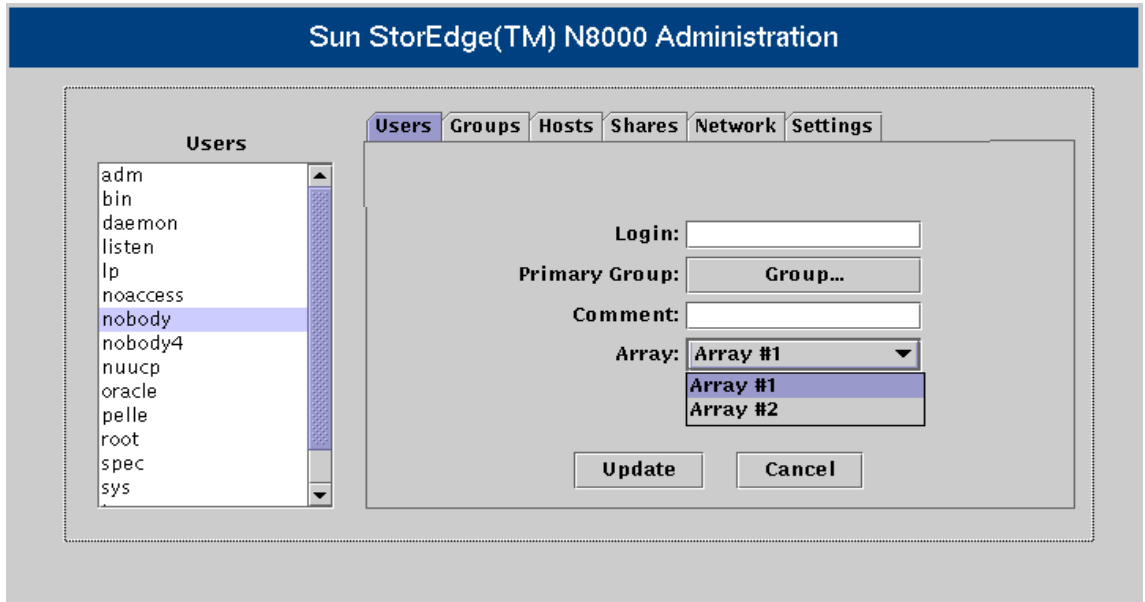 Sun StorEdge(TM) N8000 Administration
Users Groups Hosts Shares Network Settings
Users
adm
bin
daemon
listen
lp
noaccess
nobody
nobody4
nuucp
oracle
pelle
root
spec
sys
Login:
Primary Group: Group...
Comment:
Array: Array #1
Array #1
Array #2
Update Cancel